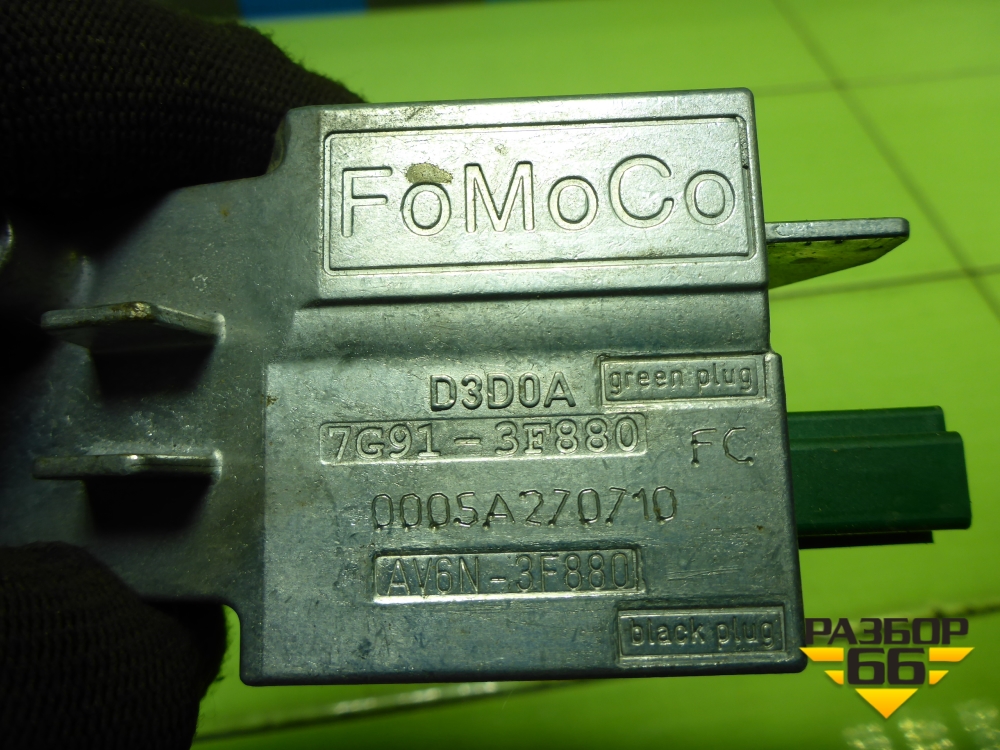 FoMoCo
D3D0A green plug
7G91-3F880 FC
0005A270710
AV6N-3F880
black plug
РАЗБОР
66